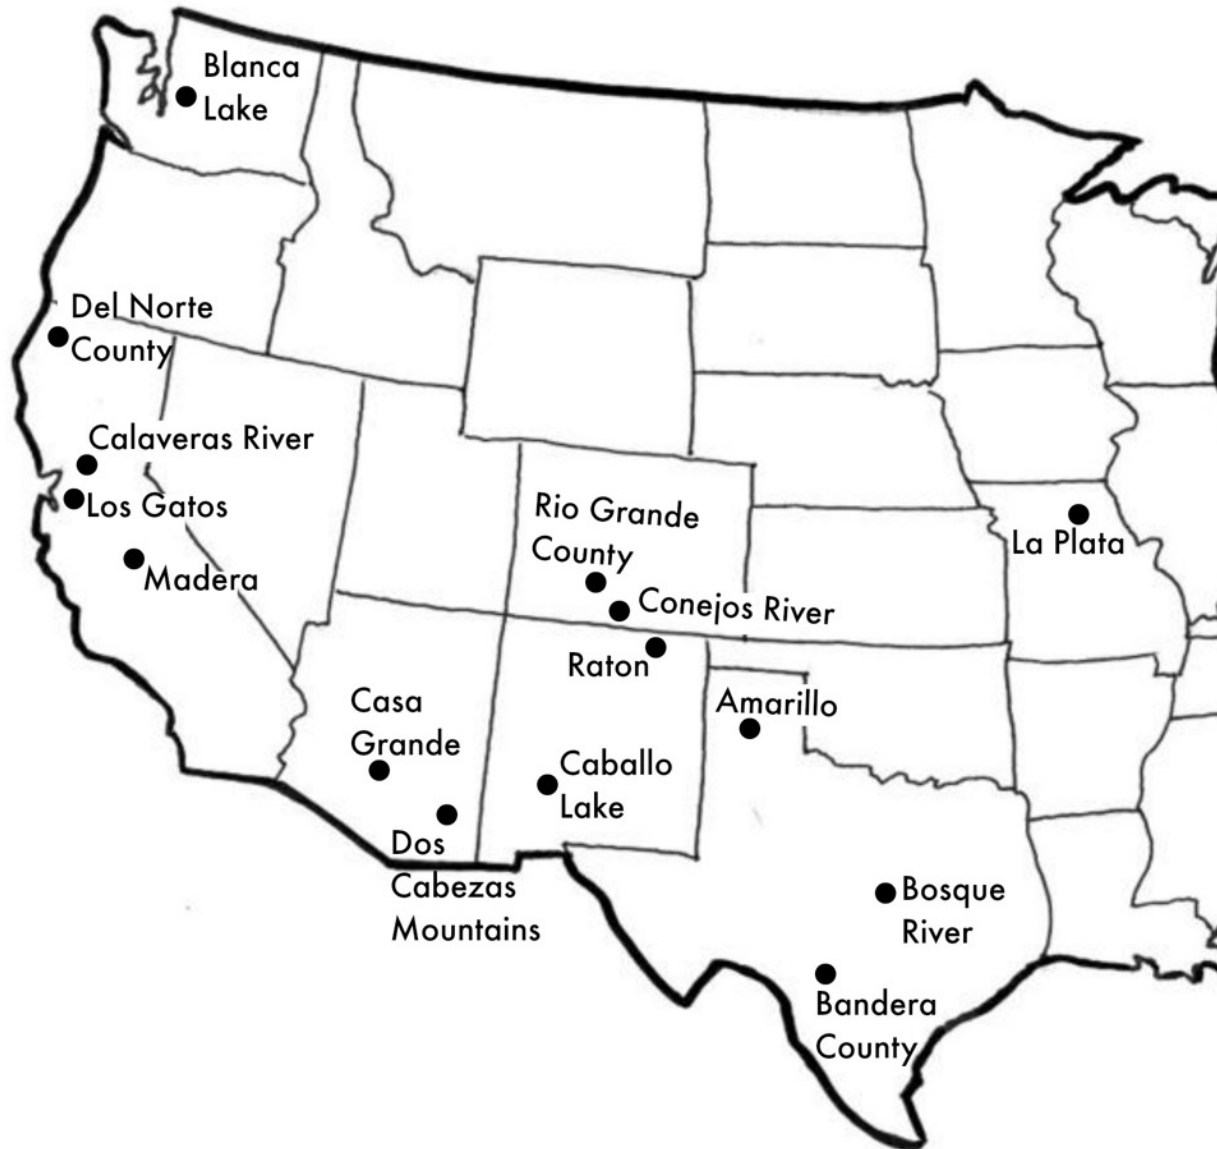 Blanca
Lake
Del Norte
County
Calaveras River
Los Gatos
Madera
Rio Grande
County
Conejos River
La Plata
Raton
Casa
Grande
Amarillo
Caballo
Lake
Dos
Cabezas
Mountains
Bosque
River
Bandera
County